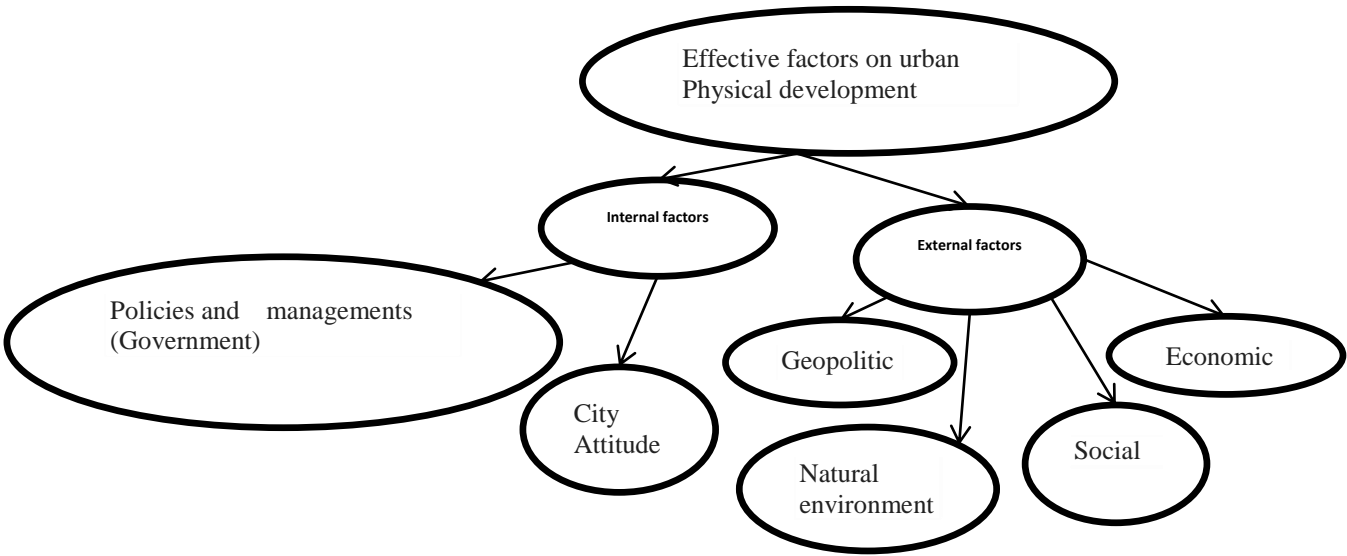 Effective factors on urban
Physical development
Internal factors
External factors
Policies and managements
(Government)
Geopolitic
Economic
City
Attitude
Natural
environment
Social